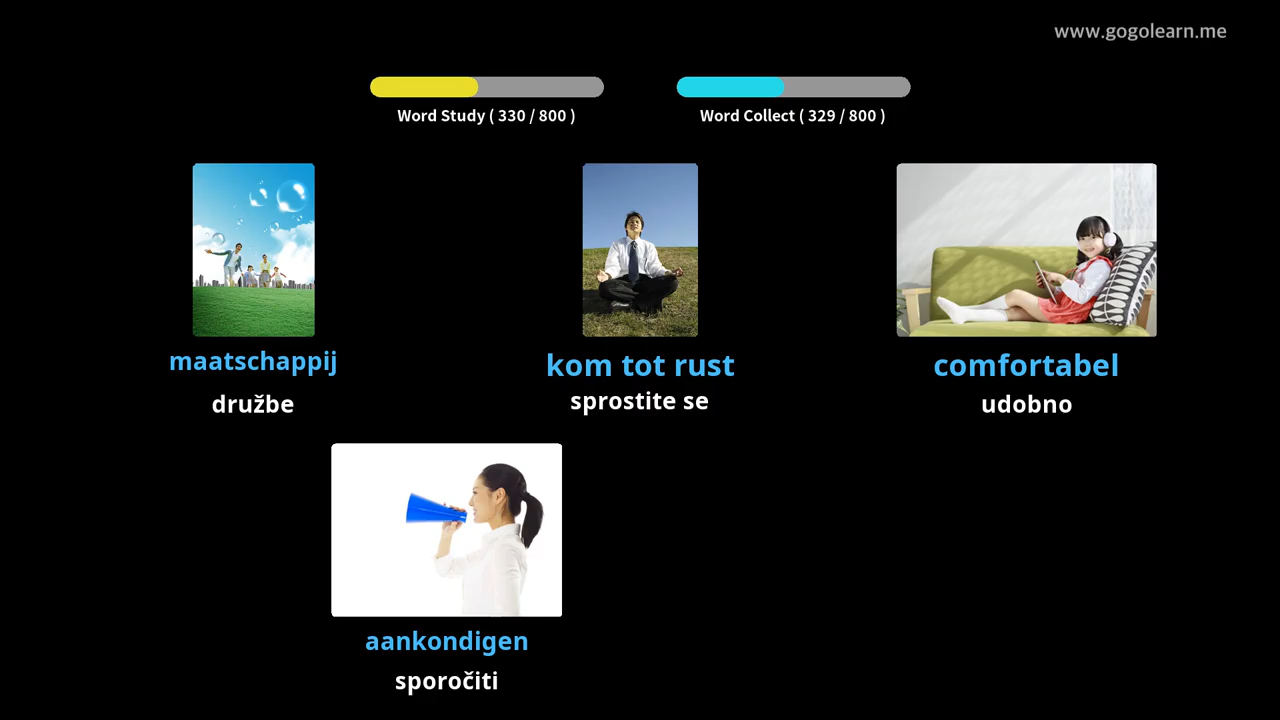 www.gogolearn.me
Word Study ( 330 / 800 )
Word Collect ( 329 / 800 )
maatschappij
družbe
kom tot rust
sprostite se
comfortabel
udobno
aankondigen
sporočiti